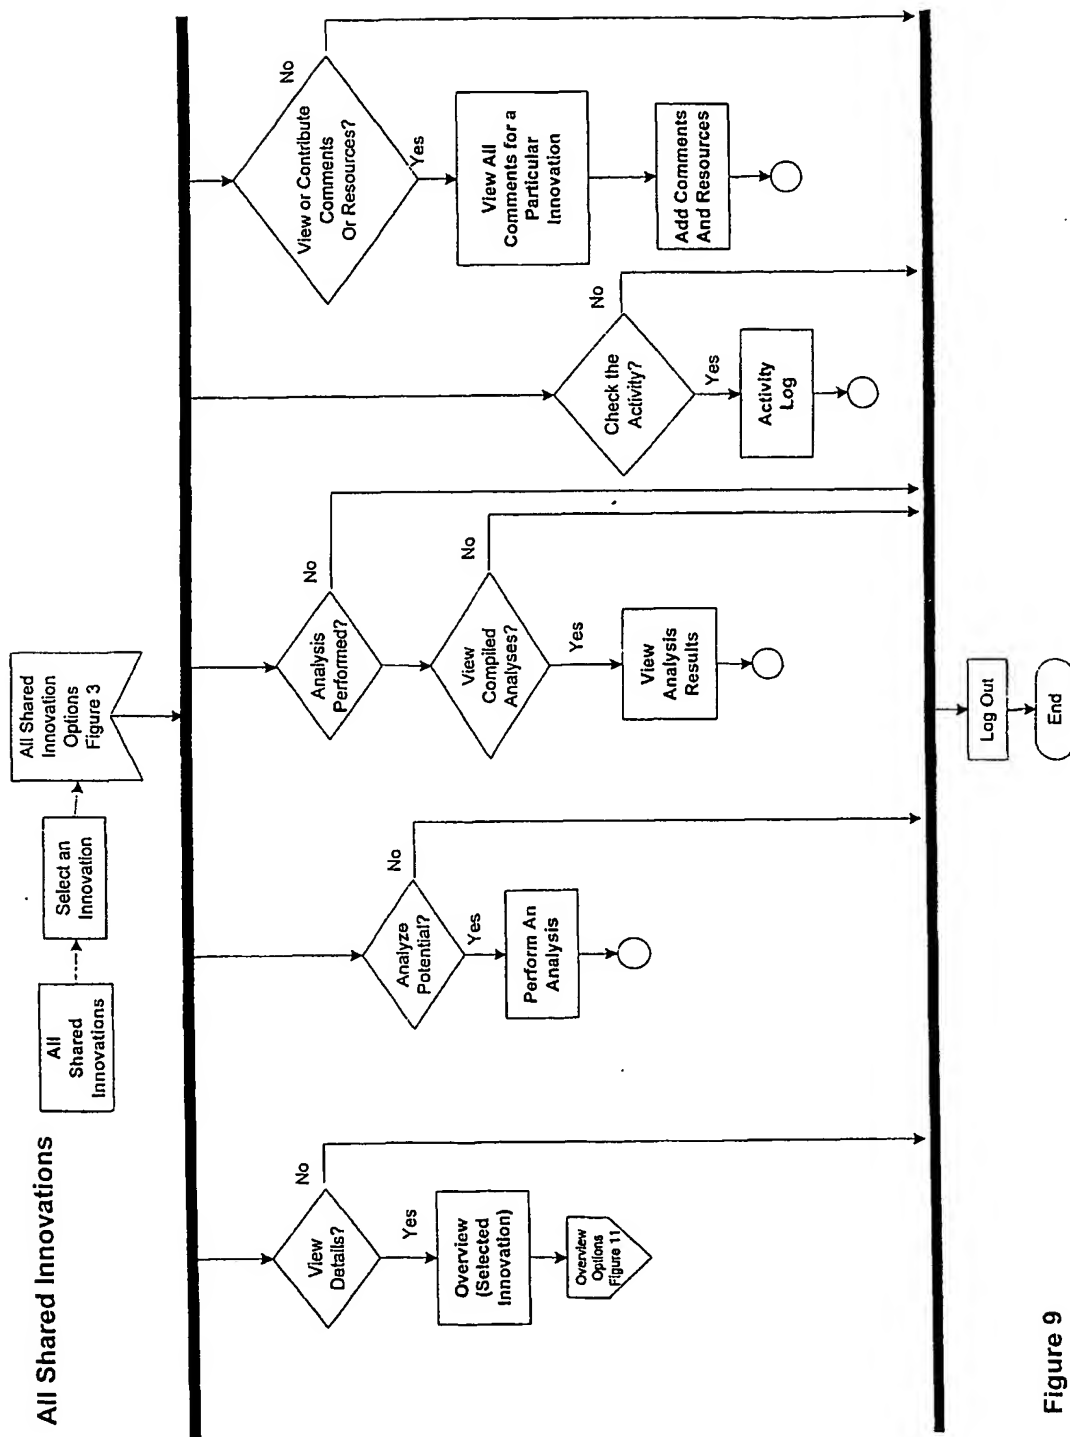 All Shared Innovations
All
Shared
Innovations
Select an
Innovation
All Shared
Innovation
Options
Figure 3
View
Details?
No
Yes
Overview
(Selected
Innovation)
Overview
Options
Figure 11
Analyze
Potential?
No
Yes
Perform An
Analysis
Analysis
Performed?
No
View
Compiled
Analyses?
No
Yes
View
Analysis
Results
Check the
Activity?
No
Yes
Activity
Log
View or Contribute
Comments
Or Resources?
No
Yes
View All
Comments for a
Particular
Innovation
Add Comments
And Resources
Log Out
End
Figure 9